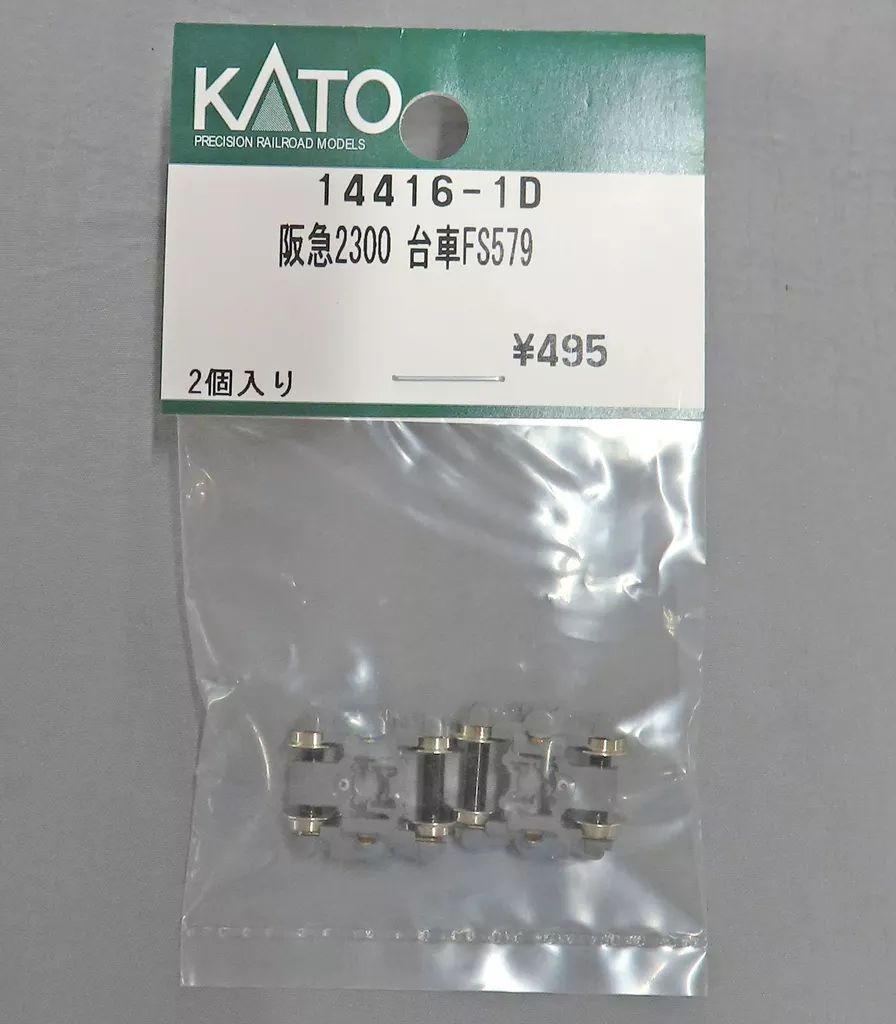 KATO
PRECISION RAILROAD MODELS
14416-1D
阪急2300 台車FS579
¥495
2個入り